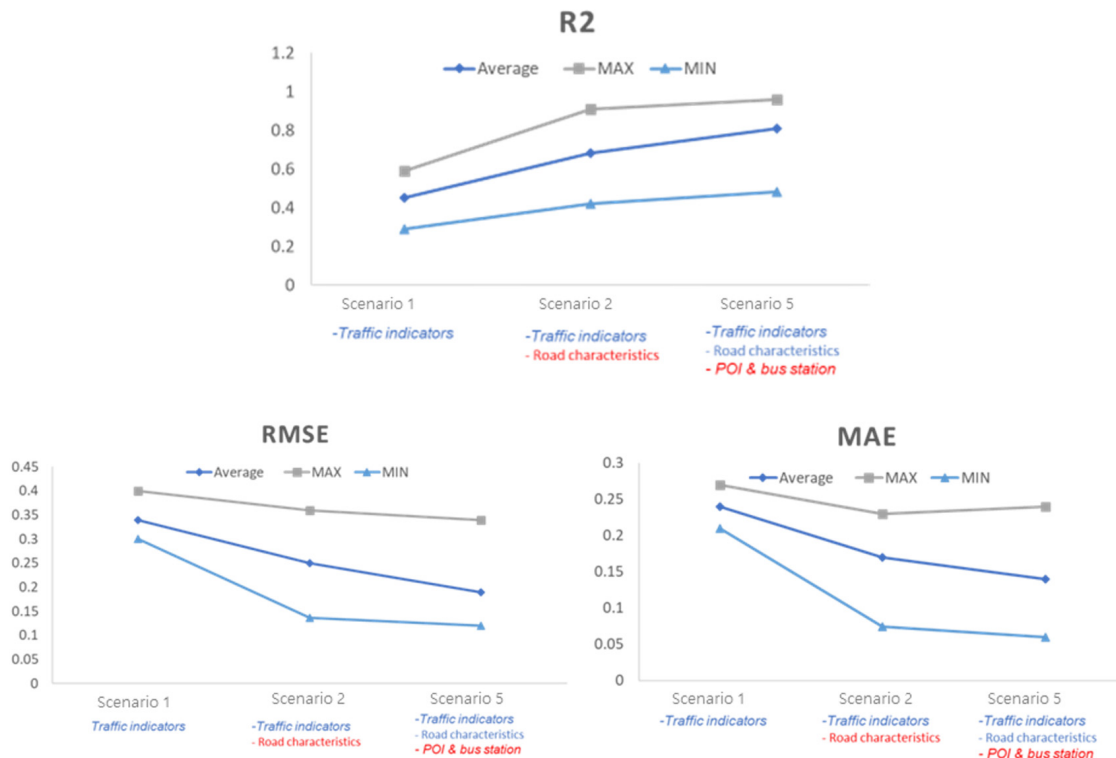 R2
1.2
Average MAX MIN
1
0.8
0.6
0.4
0.2
0
Scenario 1 Scenario 2 Scenario 5
-Traffic indicators -Traffic indicators -Traffic indicators
- Road characteristics - Road characteristics
- POI & bus station
RMSE
0.45
Average MAX MIN
0.4
0.35
0.3
0.25
0.2
0.15
0.1
0.05
0
Scenario 1 Scenario 2 Scenario 5
Traffic indicators -Traffic indicators -Traffic indicators
- Road characteristics - Road characteristics
- POI & bus station
MAE
0.3
Average MAX MIN
0.25
0.2
0.15
0.1
0.05
0
Scenario 1 Scenario 2 Scenario 5
-Traffic indicators -Traffic indicators -Traffic indicators
- Road characteristics - Road characteristics
- POI & bus station